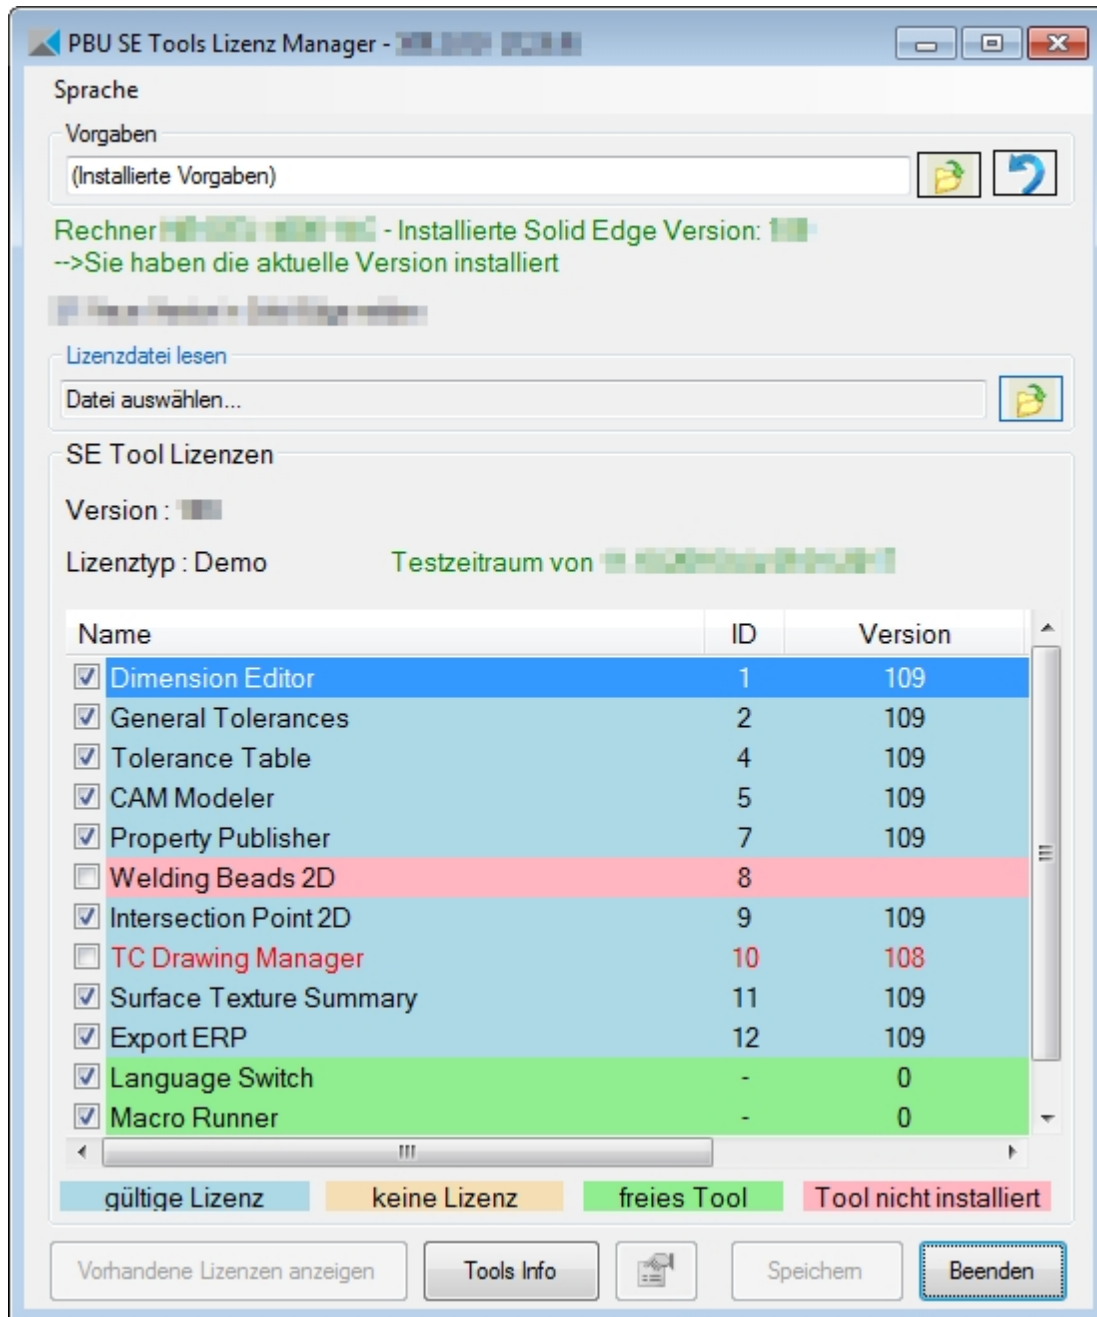 PBU SE Tools Lizenz Manager -
Sprache
Vorgaben
(Installierte Vorgaben)
Rechner - Installierte Solid Edge Version:
-->Sie haben die aktuelle Version installiert
Lizenzdatei lesen
Datei auswählen...
SE Tool Lizenzen
Version :
Lizenztyp : Demo Testzeitraum von
Name ID Version
Dimension Editor 1 109
General Tolerances 2 109
Tolerance Table 4 109
CAM Modeler 5 109
Property Publisher 7 109
Welding Beads 2D 8
Intersection Point 2D 9 109
TC Drawing Manager 10 108
Surface Texture Summary 11 109
Export ERP 12 109
Language Switch - 0
Macro Runner - 0
gültige Lizenz keine Lizenz freies Tool Tool nicht installiert
Vorhandene Lizenzen anzeigen Tools Info Speichern Beenden